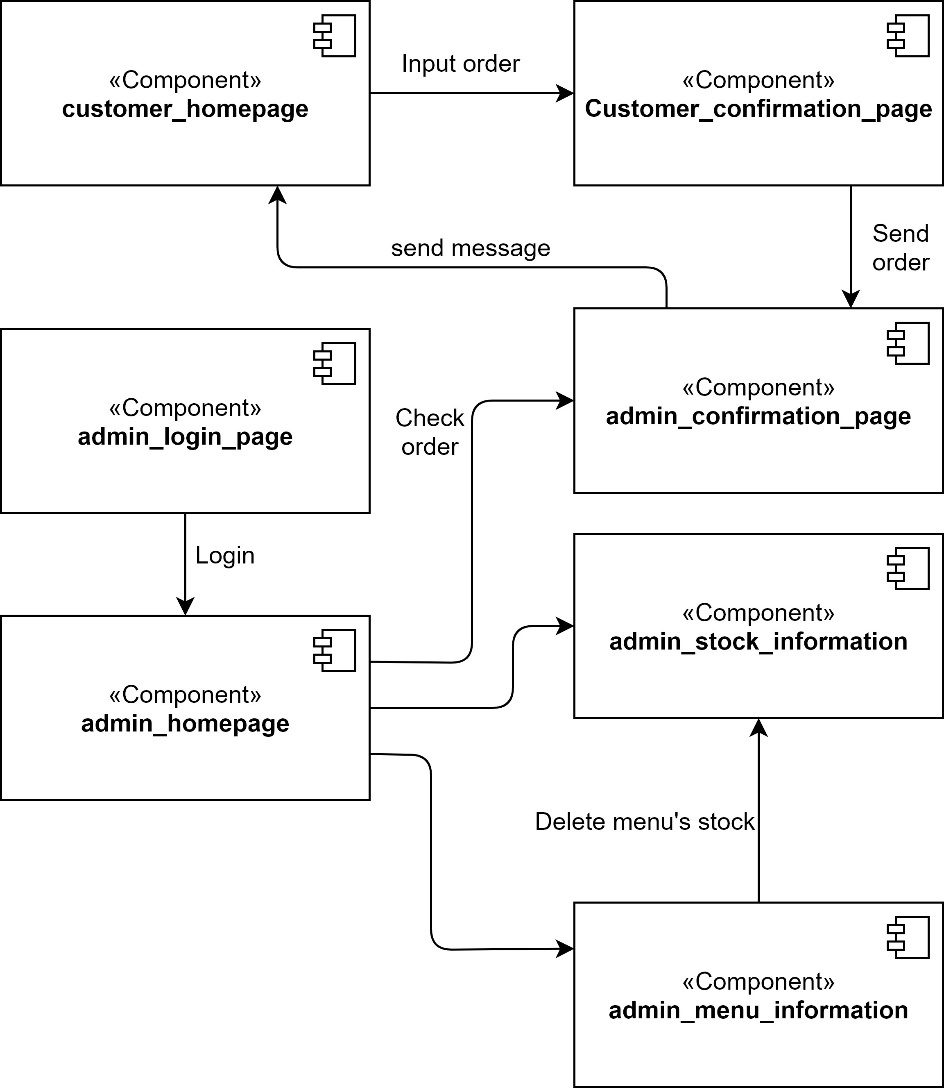 «Component»
customer_homepage
Input order
«Component»
Customer_confirmation_page
send message
Send
order
«Component»
admin_login_page
Check
order
«Component»
admin_confirmation_page
Login
«Component»
admin_stock_information
«Component»
admin_homepage
Delete menu's stock
«Component»
admin_menu_information